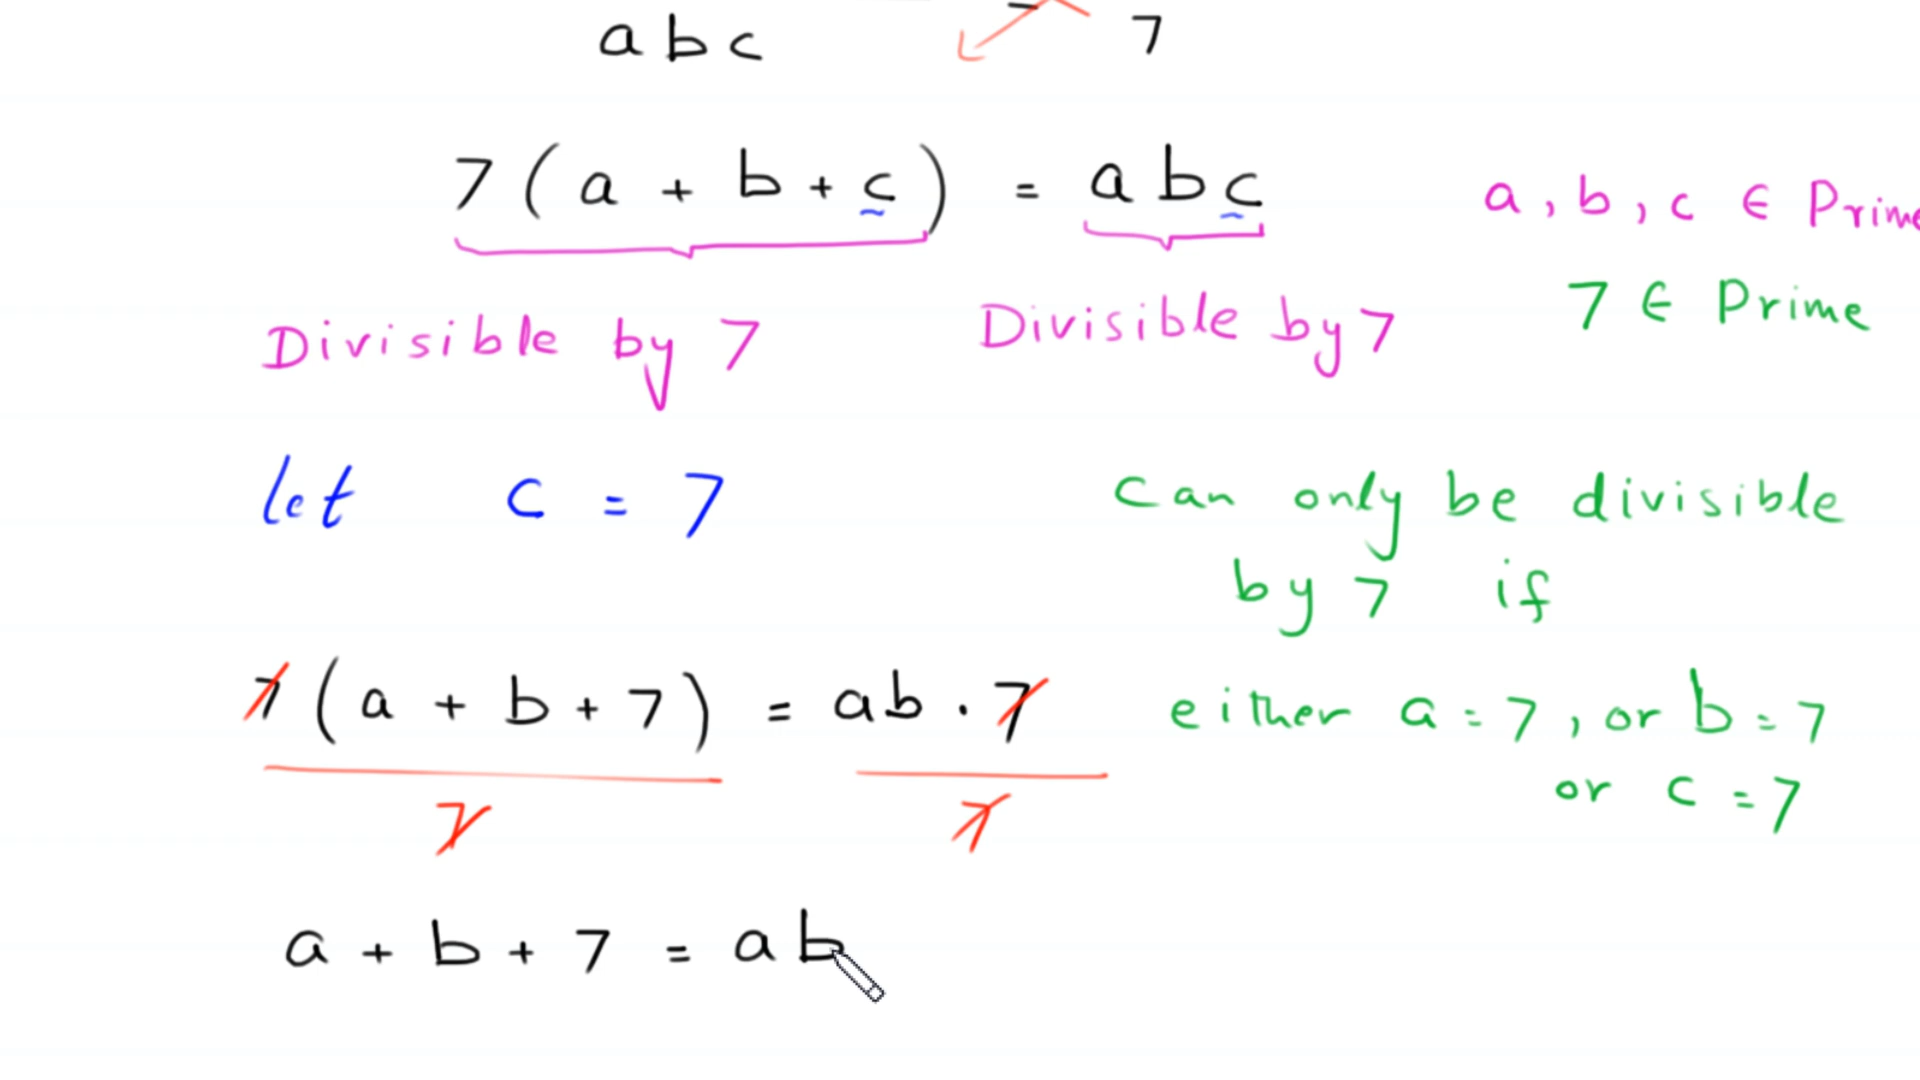 abc 7 7
7(a + b + c) = abc
a, b, c ∈ Prime
7 ∈ Prime
Divisible by 7
Divisible by 7
let c = 7
can only be divisible
by 7 if
either a = 7, or b = 7
or c = 7
7(a + b + 7) = ab · 7
7 7
a + b + 7 = ab